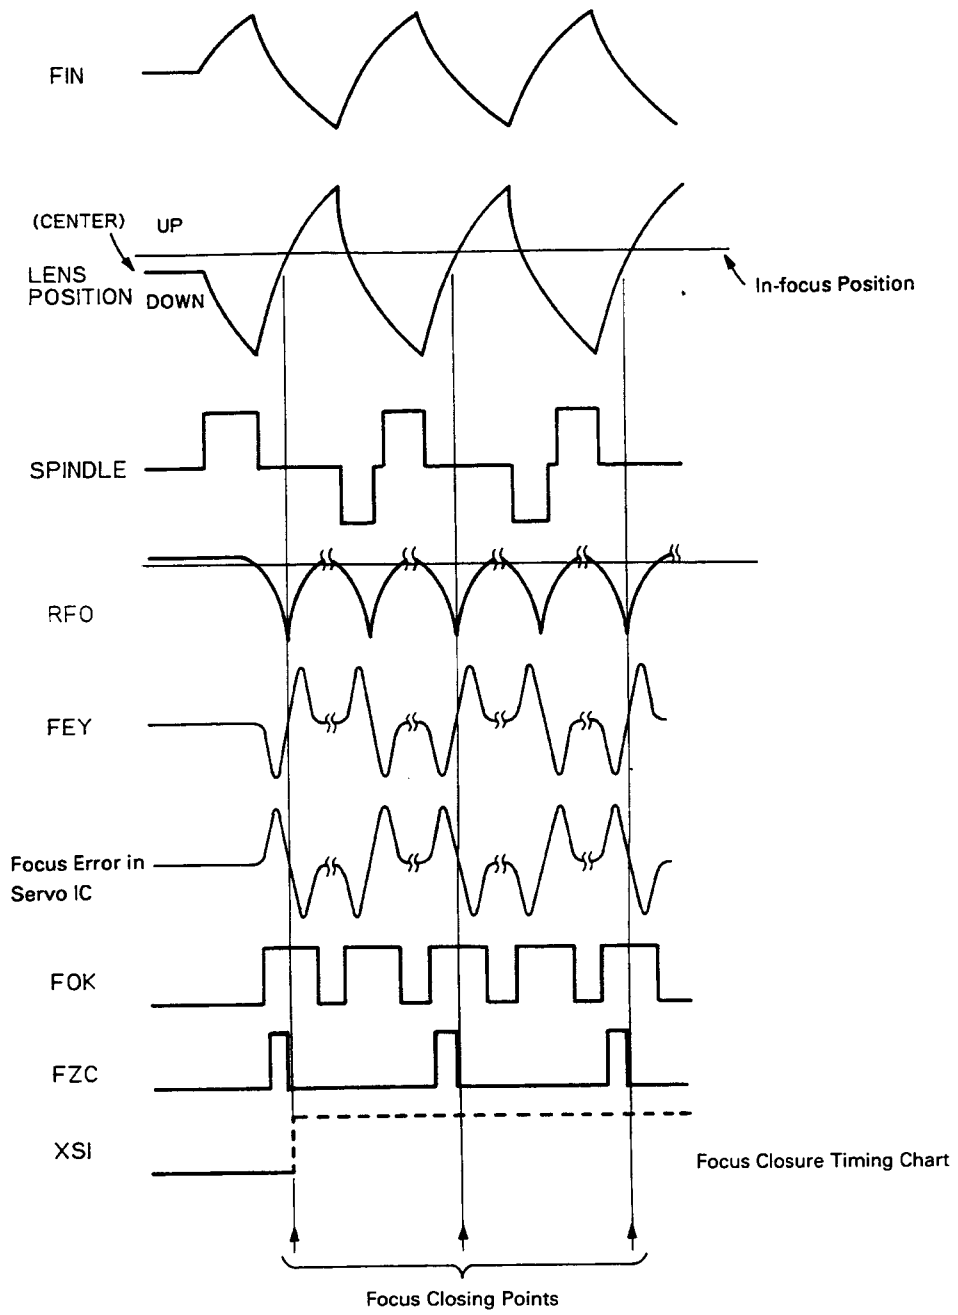 FIN
(CENTER)
UP
LENS
POSITION
DOWN
In-focus Position
SPINDLE
RFO
FEY
Focus Error in
Servo IC
FOK
FZC
XSI
Focus Closure Timing Chart
Focus Closing Points